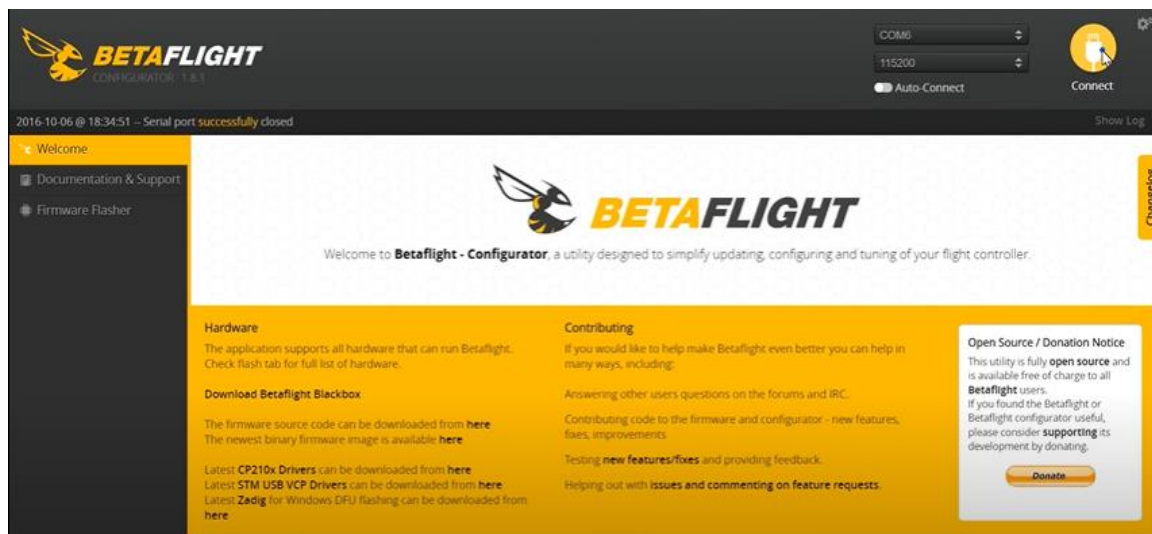 BETAFLIGHT
CONFIGURATOR 1.8.1
COM6
115200
Auto-Connect
Connect
2016-10-06 @ 18:34:51 -- Serial port successfully closed
Show Log
Welcome
Documentation & Support
Firmware Flasher
BETAFLIGHT
Changelog
Welcome to Betaflight - Configurator, a utility designed to simplify updating, configuring and tuning of your flight controller.
Hardware
The application supports all hardware that can run Betaflight.
Check flash tab for full list of hardware.
Download Betaflight Blackbox
The firmware source code can be downloaded from here
The newest binary firmware image is available here
Latest CP210x Drivers can be downloaded from here
Latest STM USB VCP Drivers can be downloaded from here
Latest Zadig for Windows DFU flashing can be downloaded from
here
Contributing
If you would like to help make Betaflight even better you can help in
many ways, including:
Answering other users questions on the forums and IRC.
Contributing code to the firmware and configurator - new features,
fixes, improvements
Testing new features/fixes and providing feedback.
Helping out with issues and commenting on feature requests.
Open Source / Donation Notice
This utility is fully open source and
is available free of charge to all
Betaflight users.
If you found the Betaflight or
Betaflight configurator useful,
please consider supporting its
development by donating.
Donate